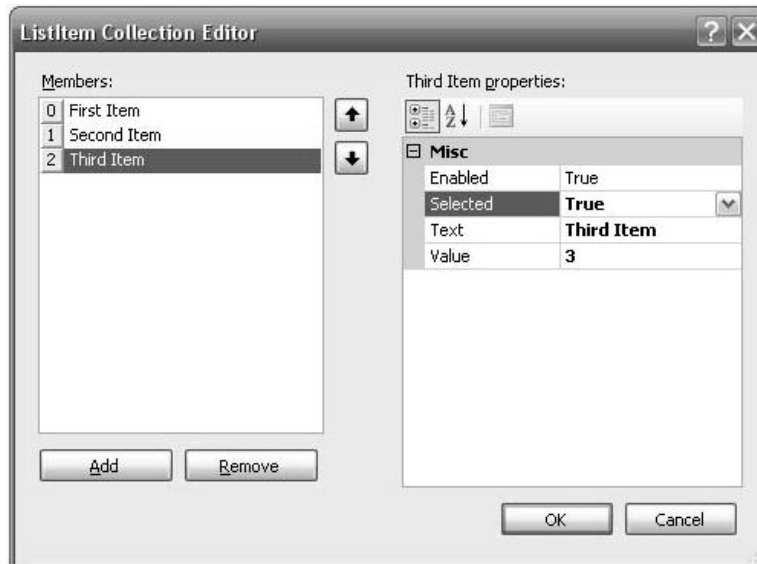 ListItem Collection Editor
?
Members:
0 First Item
1 Second Item
2 Third Item
Add
Remove
Third Item properties:
A
Z
Misc
Enabled True
Selected True
Text Third Item
Value 3
OK
Cancel